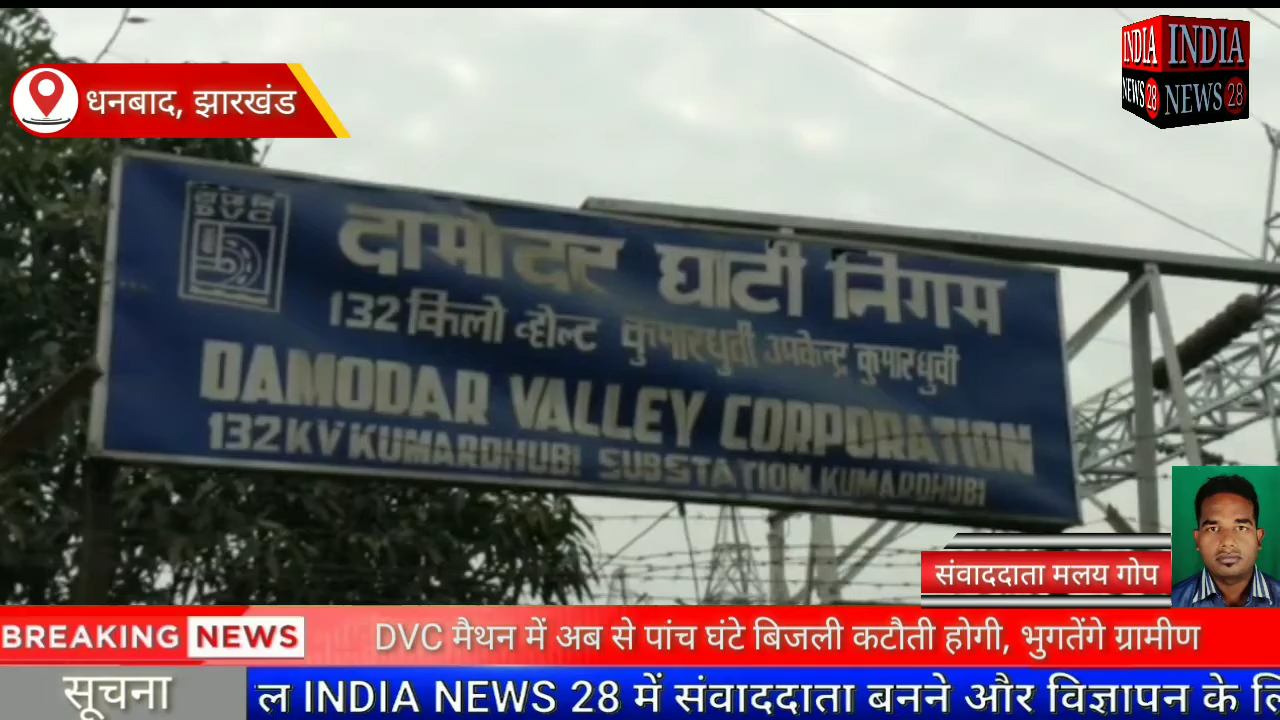 धनबाद, झारखंड
INDIA INDIA
NEWS 28 NEWS 28
DVC
दामोदर घाटी निगम
132 किलो व्होल्ट कुमारधुवी उपकेन्द्र कुमारधुवी
DAMODAR VALLEY CORPORATION
132KV KUMARDHUBI SUBSTATION. KUMARDHUBI
संवाददाता मलय गोप
BREAKING NEWS
DVC मैथन में अब से पांच घंटे बिजली कटौती होगी, भुगतेंगे ग्रामीण
सूचना
ल INDIA NEWS 28 में संवाददाता बनने और विज्ञापन के लि